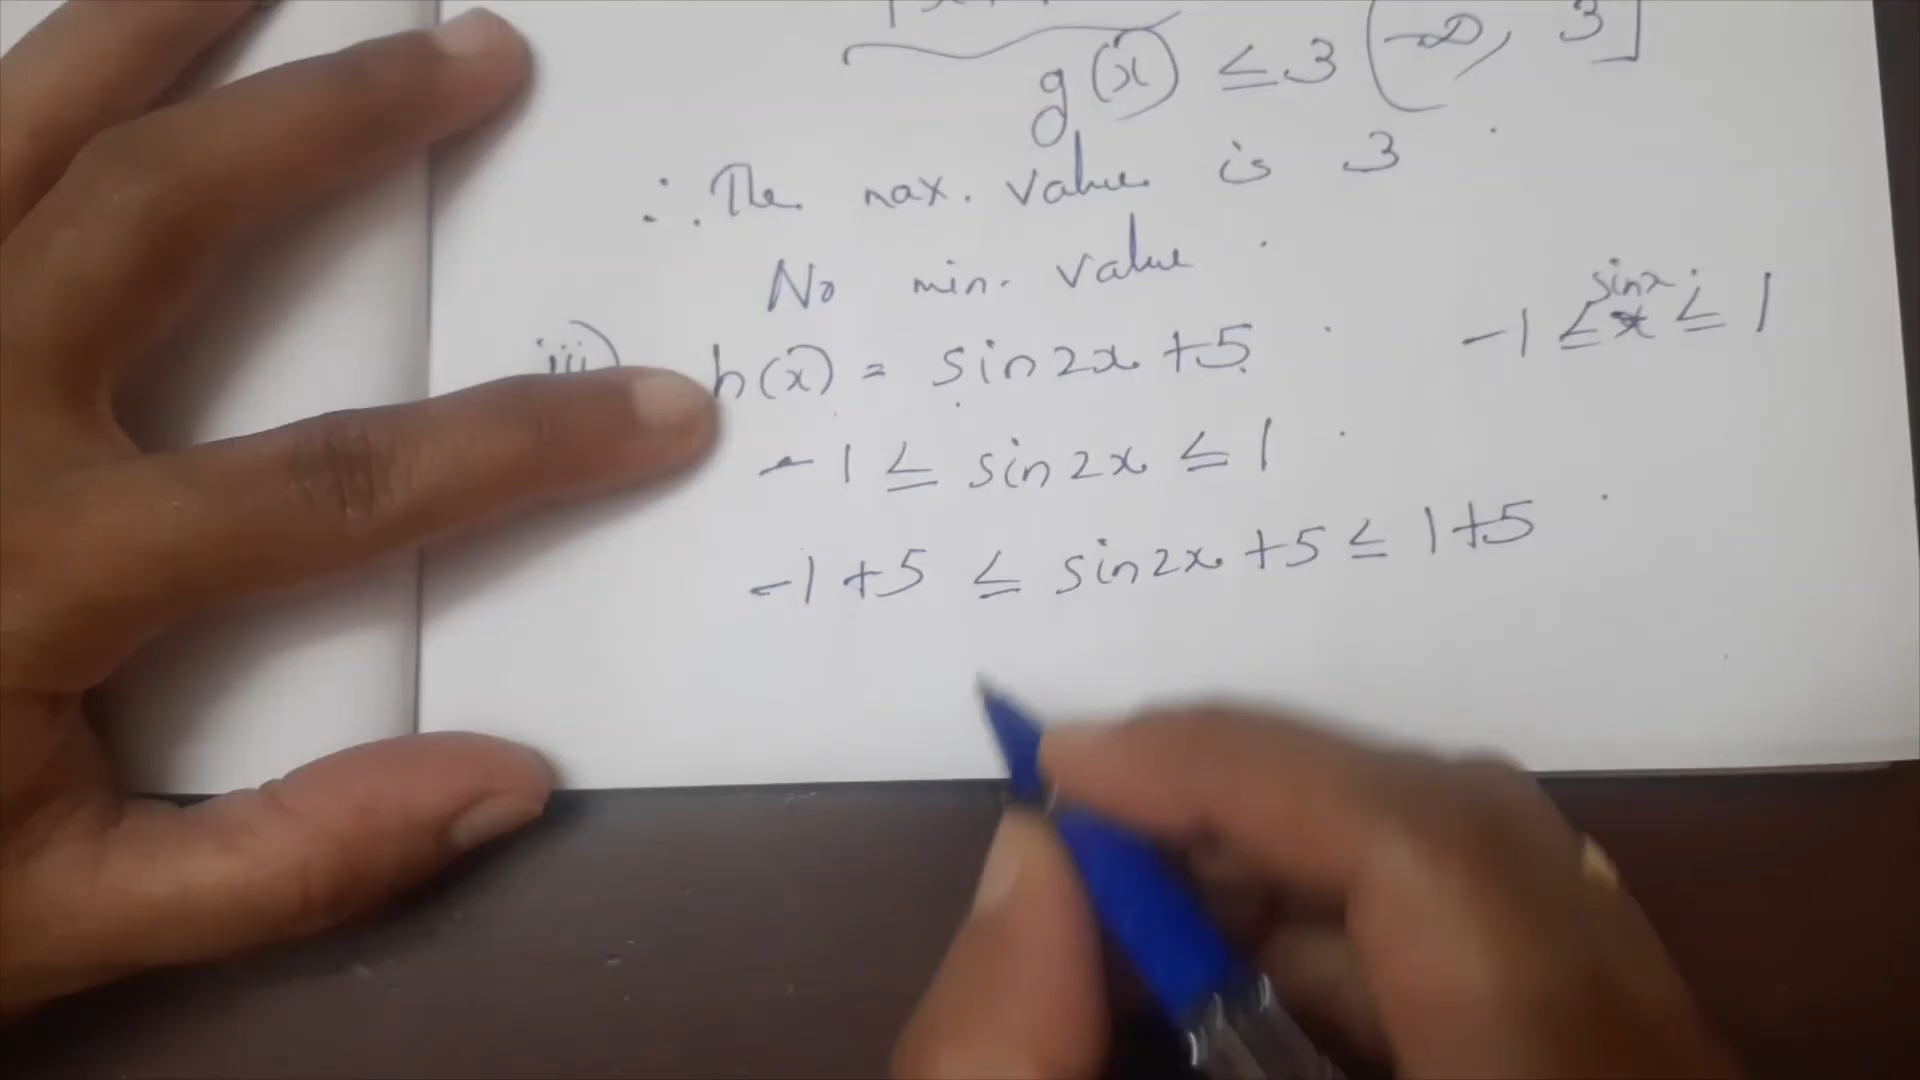 g(x) ≤ 3 (-∞, 3]
∴ The max. value is 3
No min. value
iii) h(x) = sin2x + 5
-1 ≤ sinx ≤ 1
-1 ≤ sin2x ≤ 1
-1 + 5 ≤ sin2x + 5 ≤ 1 + 5